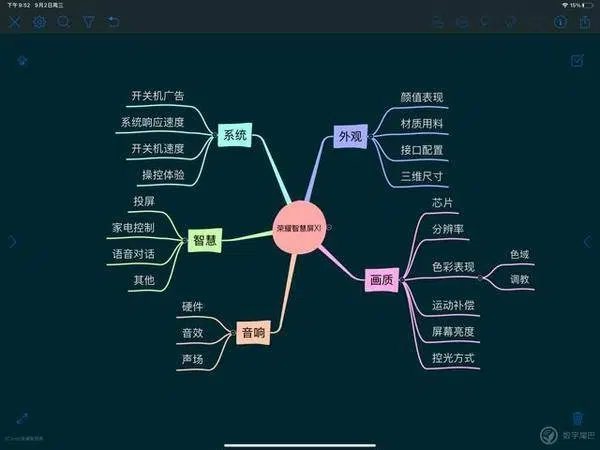 下午9:52 9月2日周三
15%
开关机广告
系统响应速度
开关机速度
操控体验
系统
投屏
家电控制
语音对话
其他
智慧
硬件
音效
声场
音响
荣耀智慧屏X1
外观
颜值表现
材质用料
接口配置
三维尺寸
画质
芯片
分辨率
色彩表现
色域
调教
运动补偿
屏幕亮度
控光方式
数字尾巴